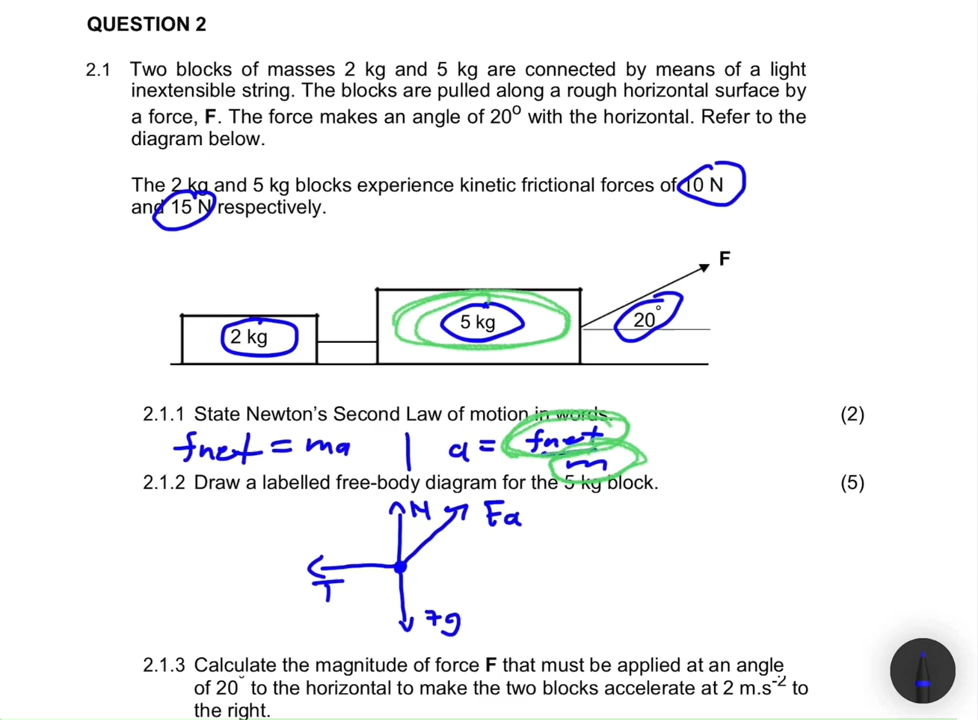 QUESTION 2
2.1 Two blocks of masses 2 kg and 5 kg are connected by means of a light
inextensible string. The blocks are pulled along a rough horizontal surface by
a force, F. The force makes an angle of 20⁰ with the horizontal. Refer to the
diagram below.
The 2 kg and 5 kg blocks experience kinetic frictional forces of 10 N
and 15 N respectively.
F
5 kg
20°
2 kg
2.1.1 State Newton's Second Law of motion in words. (2)
fnet = ma | a = fnet
m
2.1.2 Draw a labelled free-body diagram for the 5 kg block. (5)
N Fa
T
7g
2.1.3 Calculate the magnitude of force F that must be applied at an angle
of 20˚ to the horizontal to make the two blocks accelerate at 2 m.s⁻² to
the right.